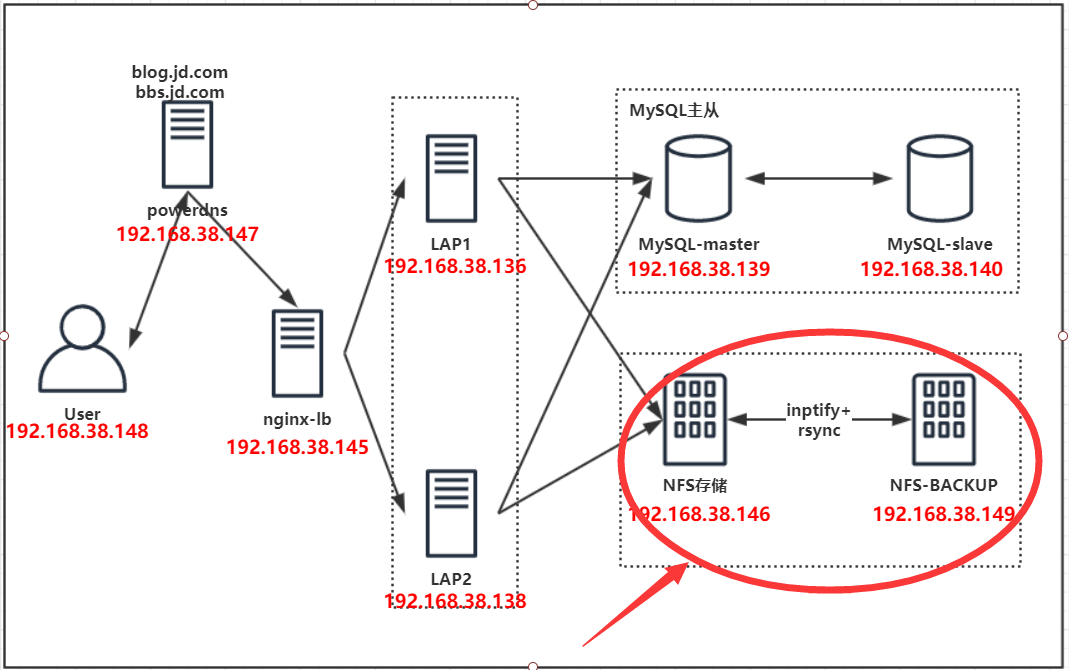 blog.jd.com
bbs.jd.com
powerdns
192.168.38.147
User
192.168.38.148
nginx-lb
192.168.38.145
LAP1
192.168.38.136
LAP2
192.168.38.138
MySQL主从
MySQL-master
192.168.38.139
MySQL-slave
192.168.38.140
inptify+
rsync
NFS存储
192.168.38.146
NFS-BACKUP
192.168.38.149